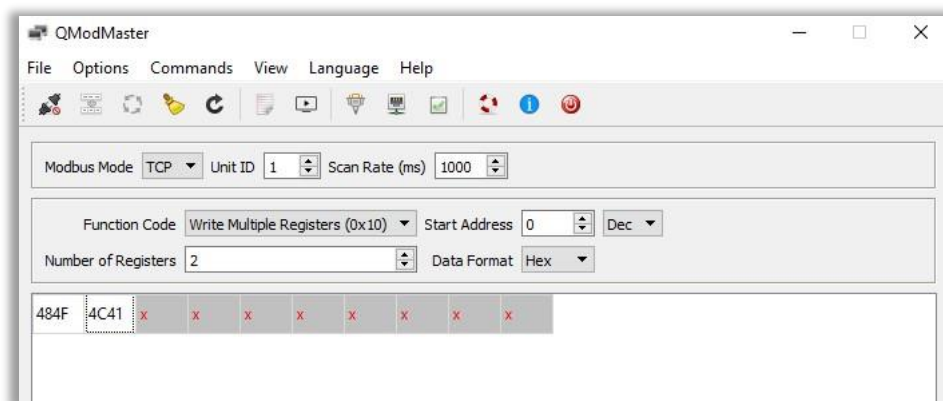 QModMaster
File Options Commands View Language Help
Modbus Mode TCP Unit ID 1 Scan Rate (ms) 1000
Function Code Write Multiple Registers (0x10) Start Address 0 Dec
Number of Registers 2 Data Format Hex
484F 4C41 x x x x x x x x